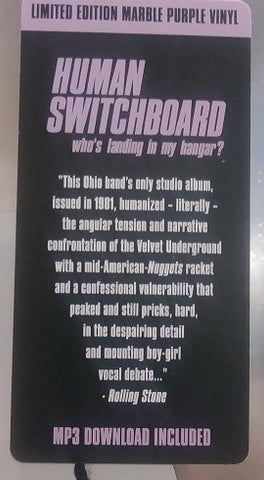 LIMITED EDITION MARBLE PURPLE VINYL
HUMAN
SWITCHBOARD
who's landing in my hangar?
"This Ohio band's only studio album,
issued in 1981, humanized - literally -
the angular tension and narrative
confrontation of the Velvet Underground
with a mid-American-Nuggets racket
and a confessional vulnerability that
peaked and still pricks, hard,
in the despairing detail
and mounting boy-girl
vocal debate..."
- Rolling Stone
MP3 DOWNLOAD INCLUDED